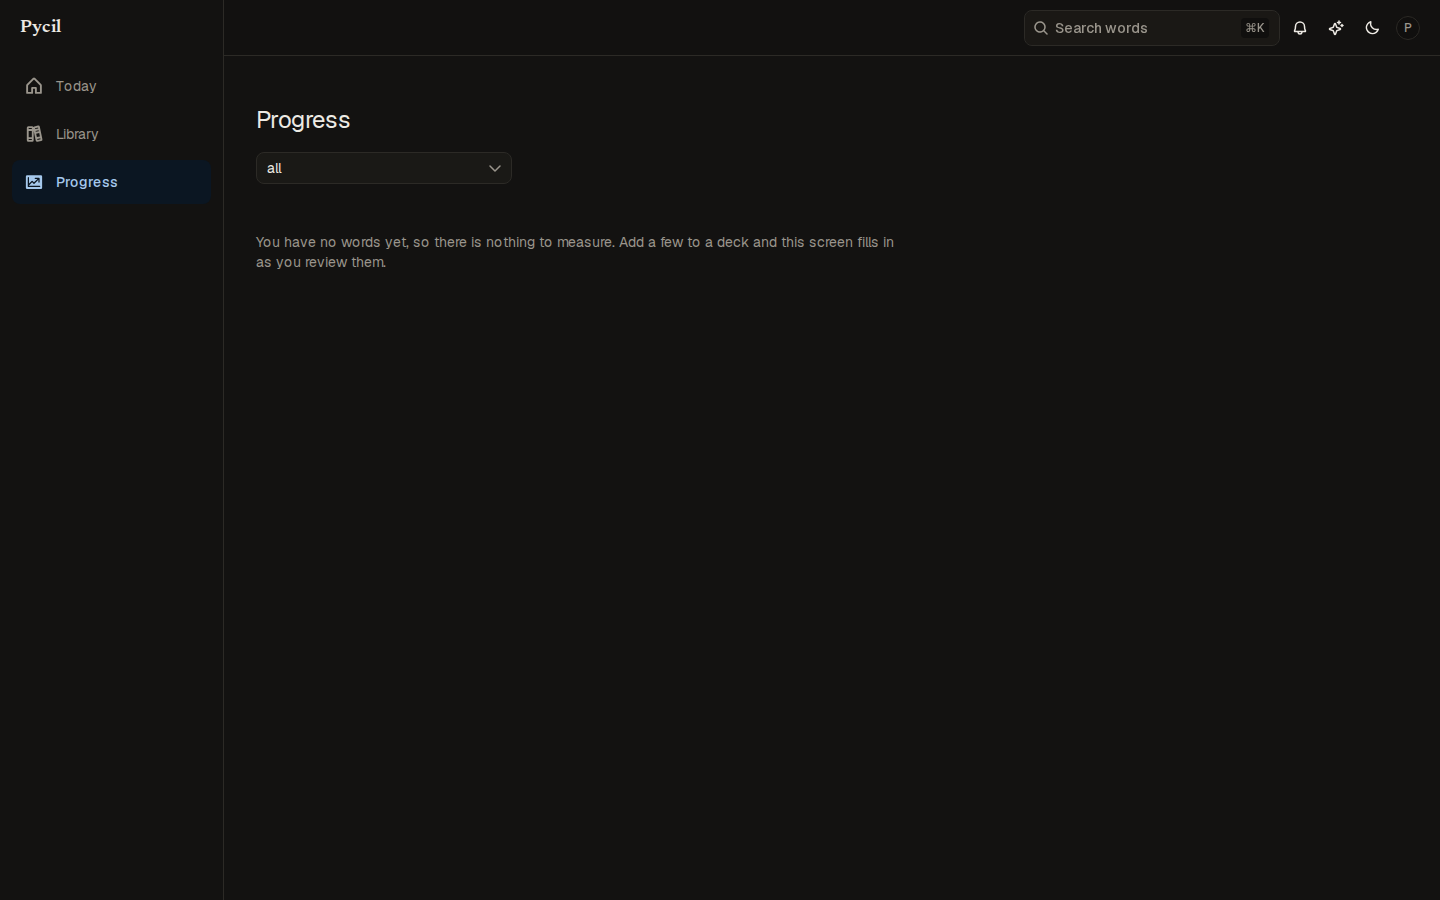 Pycil
Search words
⌘K
P
Today
Library
Progress
Progress
all
You have no words yet, so there is nothing to measure. Add a few to a deck and this screen fills in
as you review them.